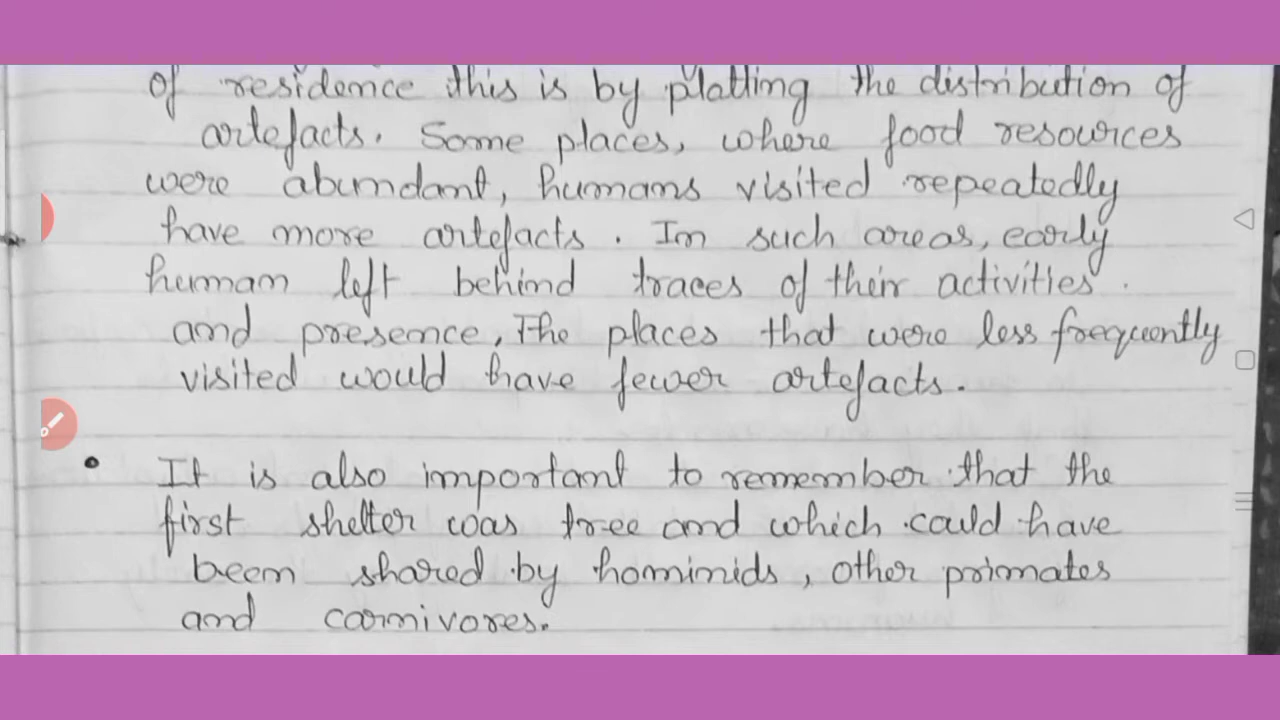 of residence this is by platting the distribution of
artefacts. Some places, where food resources
were abundant, humans visited repeatedly
have more artefacts. In such areas, early
human left behind traces of their activities.
and presence, The places that were less frequently
visited would have fewer artefacts.
• It is also important to remember that the
first shelter was tree and which could have
been shared by hominids, other primates
and carnivores.